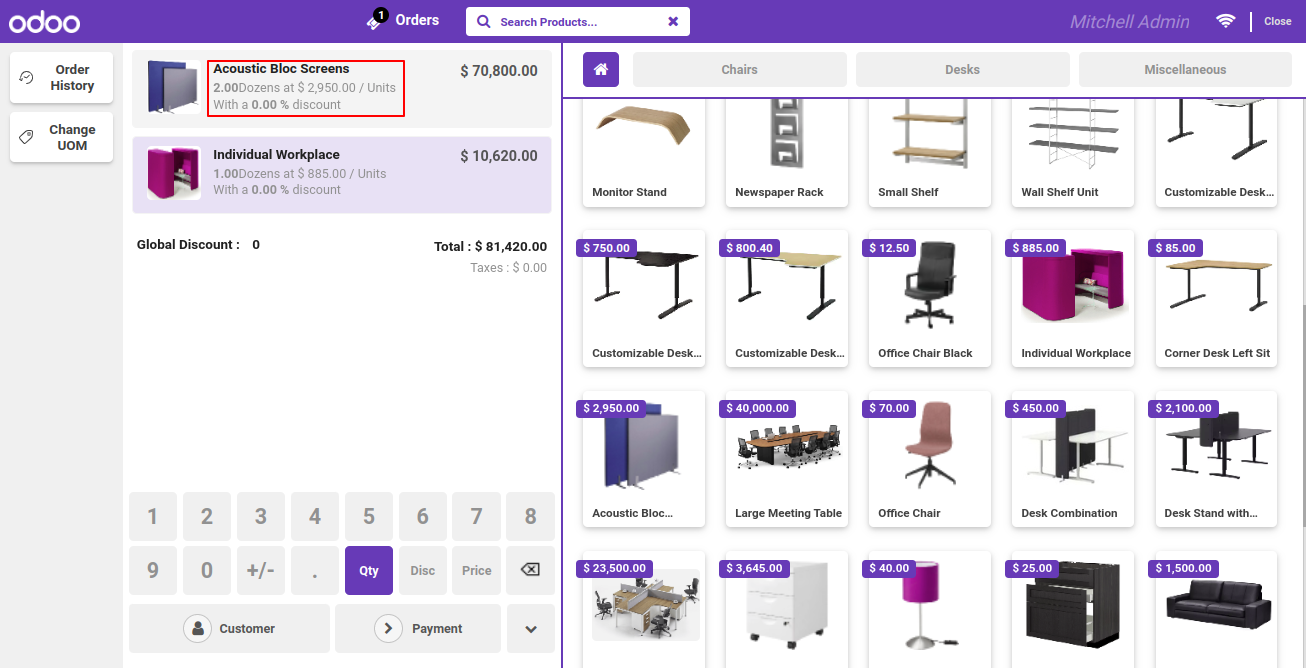 odoo
1
Orders
Search Products...
Mitchell Admin
Close
Order
History
Change
UOM
Acoustic Bloc Screens
$ 70,800.00
2.00Dozens at $ 2,950.00 / Units
With a 0.00 % discount
Individual Workplace
$ 10,620.00
1.00Dozens at $ 885.00 / Units
With a 0.00 % discount
Global Discount : 0
Total : $ 81,420.00
Taxes : $ 0.00
1 2 3 4 5 6 7 8
9 0 +/- . Qty Disc Price
Customer
Payment
Chairs
Desks
Miscellaneous
Monitor Stand
Newspaper Rack
Small Shelf
Wall Shelf Unit
Customizable Desk...
$ 750.00
$ 800.40
$ 12.50
$ 885.00
$ 85.00
Customizable Desk...
Customizable Desk...
Office Chair Black
Individual Workplace
Corner Desk Left Sit
$ 2,950.00
$ 40,000.00
$ 70.00
$ 450.00
$ 2,100.00
Acoustic Bloc...
Large Meeting Table
Office Chair
Desk Combination
Desk Stand with...
$ 23,500.00
$ 3,645.00
$ 40.00
$ 25.00
$ 1,500.00